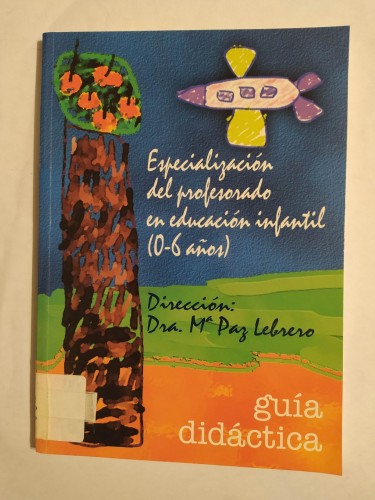 Especialización
del profesorado
en educación infantil
(0-6 años)
Dirección:
Dra. Mª Paz Lebrero
guía
didáctica